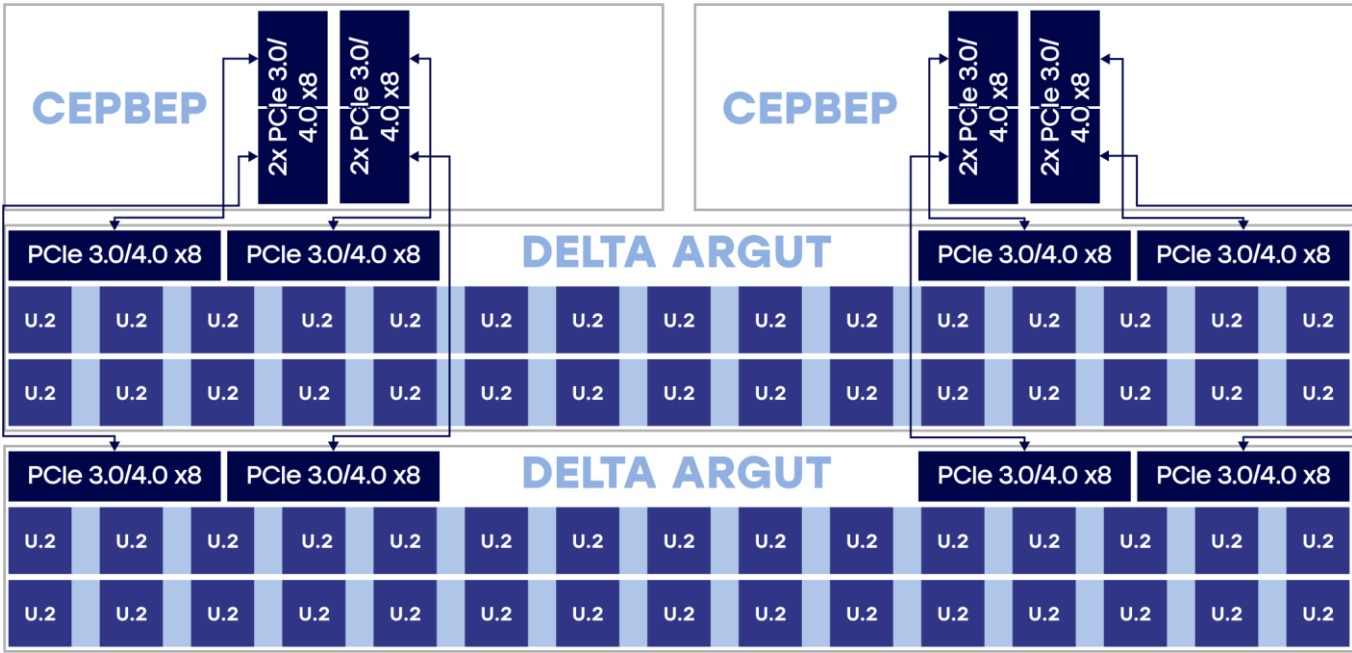 СЕРВЕР
2x PCIe 3.0/
4.0 x8
2x PCIe 3.0/
4.0 x8
СЕРВЕР
2x PCIe 3.0/
4.0 x8
2x PCIe 3.0/
4.0 x8
PCIe 3.0/4.0 x8 PCIe 3.0/4.0 x8 DELTA ARGUT PCIe 3.0/4.0 x8 PCIe 3.0/4.0 x8
U.2 U.2 U.2 U.2 U.2 U.2 U.2 U.2 U.2 U.2 U.2 U.2 U.2 U.2 U.2
U.2 U.2 U.2 U.2 U.2 U.2 U.2 U.2 U.2 U.2 U.2 U.2 U.2 U.2 U.2
PCIe 3.0/4.0 x8 PCIe 3.0/4.0 x8 DELTA ARGUT PCIe 3.0/4.0 x8 PCIe 3.0/4.0 x8
U.2 U.2 U.2 U.2 U.2 U.2 U.2 U.2 U.2 U.2 U.2 U.2 U.2 U.2 U.2
U.2 U.2 U.2 U.2 U.2 U.2 U.2 U.2 U.2 U.2 U.2 U.2 U.2 U.2 U.2